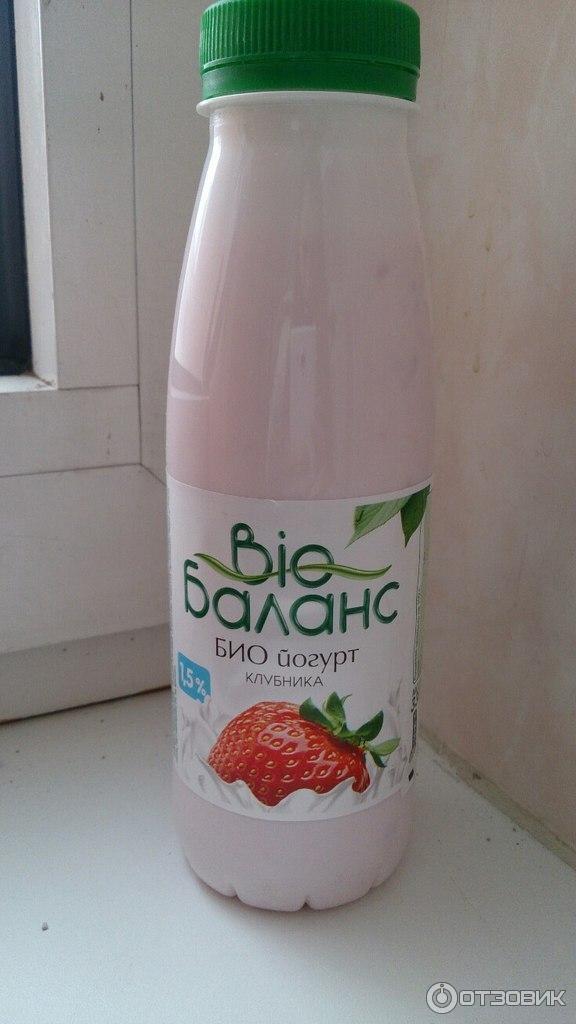 Bio
Баланс
БИО йогурт
КЛУБНИКА
1,5%
ОТЗОВИК